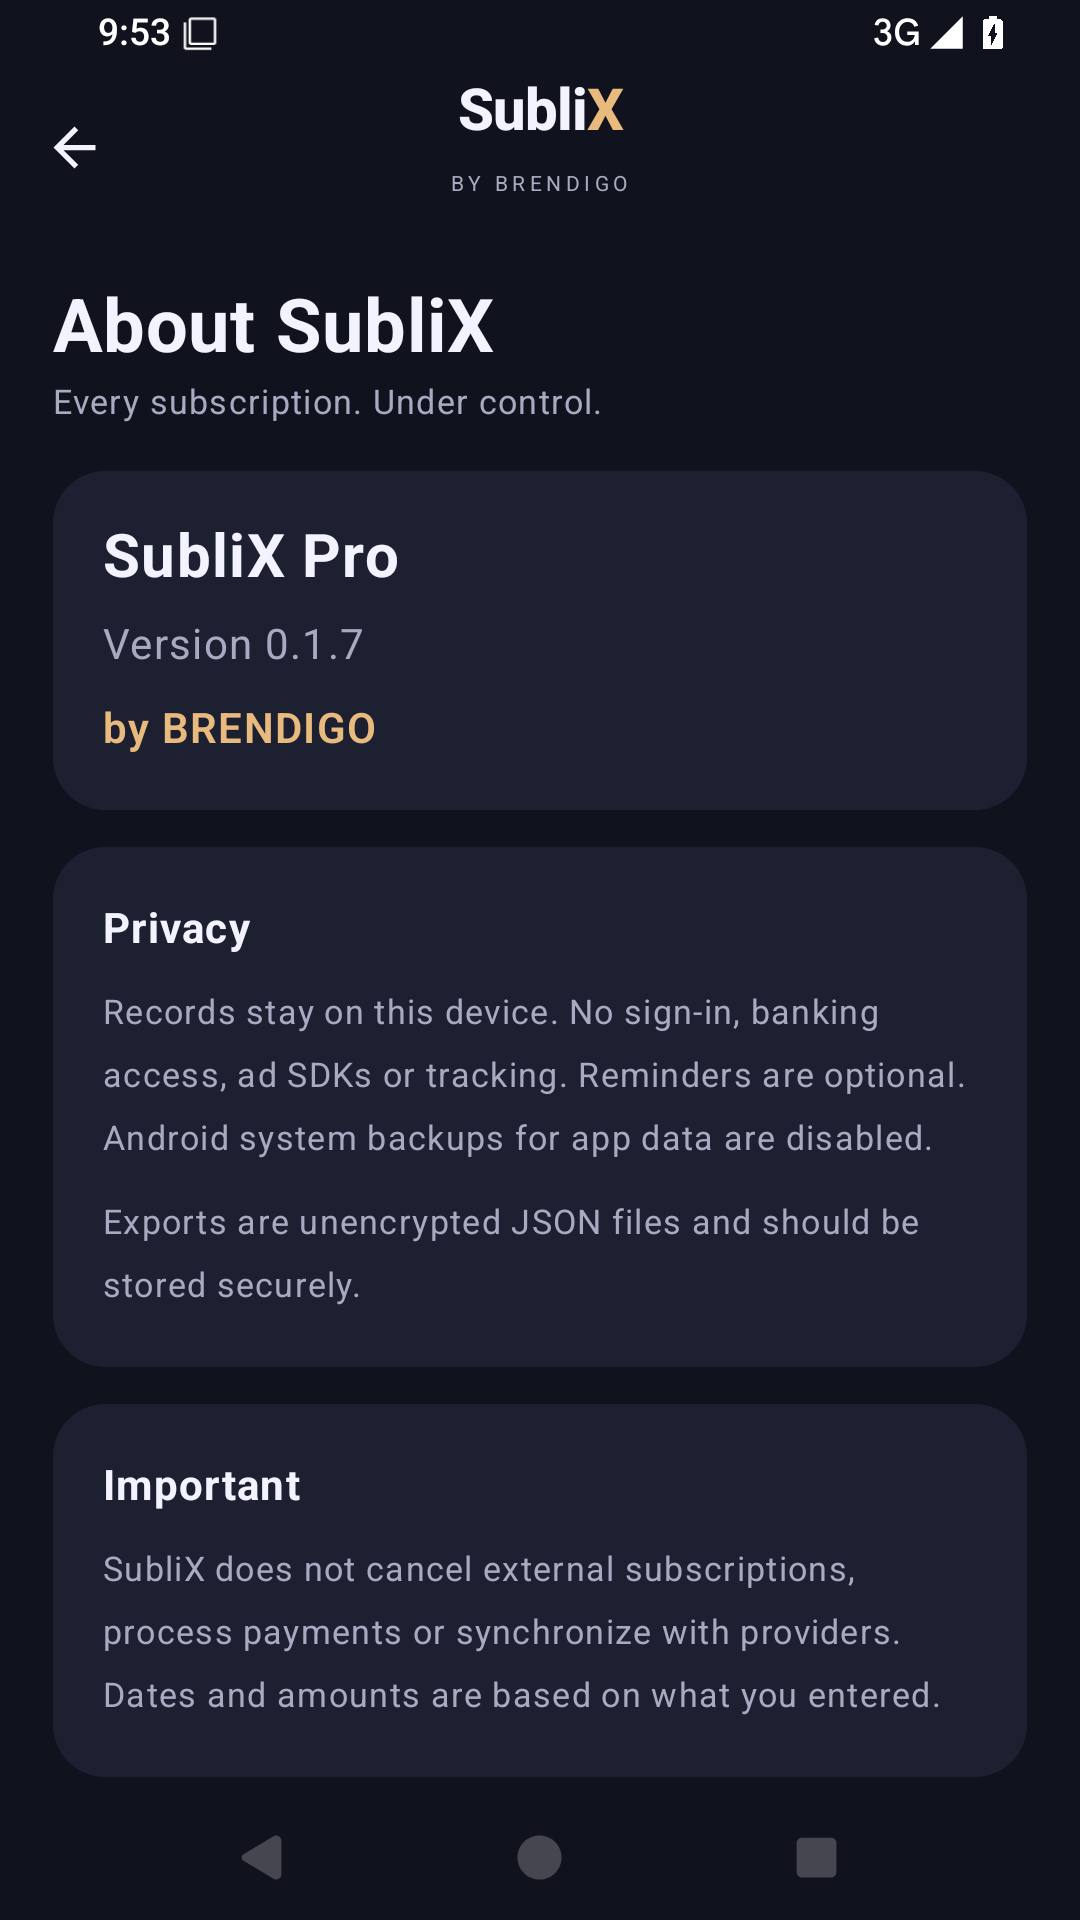 9:53 3G
SubliX
BY BRENDIGO
About SubliX
Every subscription. Under control.
SubliX Pro
Version 0.1.7
by BRENDIGO
Privacy
Records stay on this device. No sign-in, banking
access, ad SDKs or tracking. Reminders are optional.
Android system backups for app data are disabled.
Exports are unencrypted JSON files and should be
stored securely.
Important
SubliX does not cancel external subscriptions,
process payments or synchronize with providers.
Dates and amounts are based on what you entered.